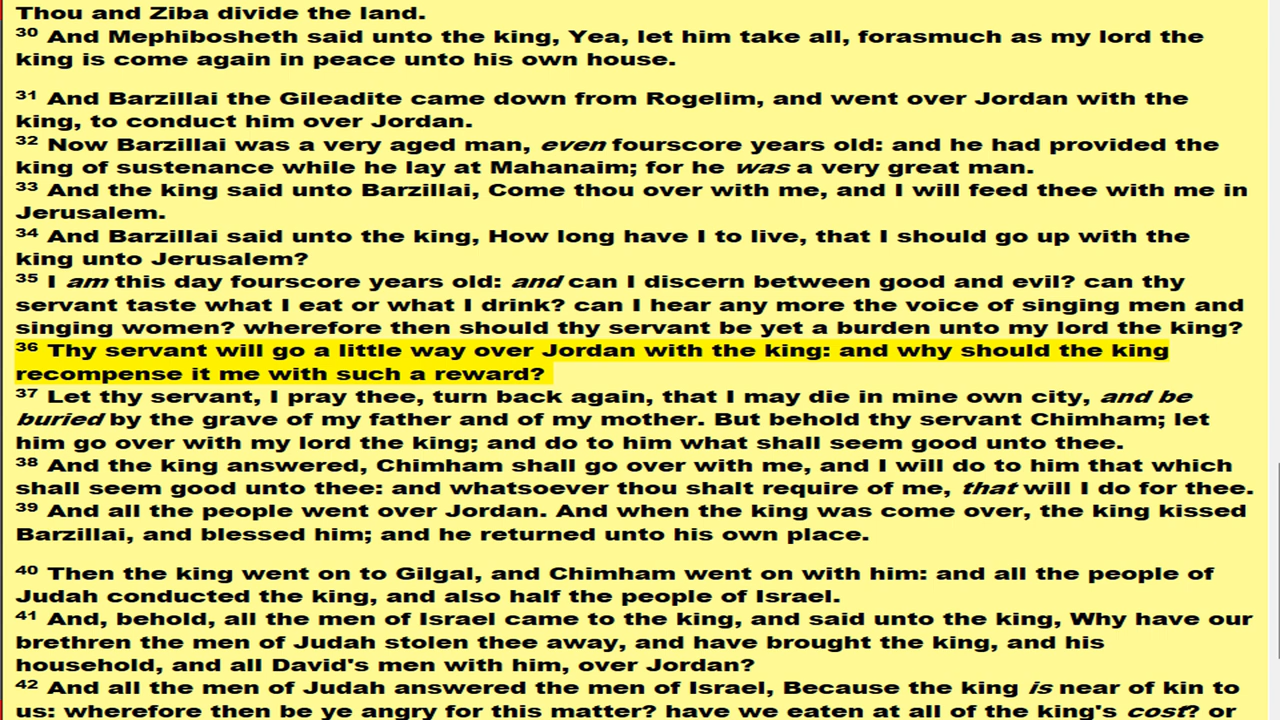 Thou and Ziba divide the land.
30 And Mephibosheth said unto the king, Yea, let him take all, forasmuch as my lord the
king is come again in peace unto his own house.
31 And Barzillai the Gileadite came down from Rogelim, and went over Jordan with the
king, to conduct him over Jordan.
32 Now Barzillai was a very aged man, even fourscore years old: and he had provided the
king of sustenance while he lay at Mahanaim; for he was a very great man.
33 And the king said unto Barzillai, Come thou over with me, and I will feed thee with me in
Jerusalem.
34 And Barzillai said unto the king, How long have I to live, that I should go up with the
king unto Jerusalem?
35 I am this day fourscore years old: and can I discern between good and evil? can thy
servant taste what I eat or what I drink? can I hear any more the voice of singing men and
singing women? wherefore then should thy servant be yet a burden unto my lord the king?
36 Thy servant will go a little way over Jordan with the king: and why should the king
recompense it me with such a reward?
37 Let thy servant, I pray thee, turn back again, that I may die in mine own city, and be
buried by the grave of my father and of my mother. But behold thy servant Chimham; let
him go over with my lord the king; and do to him what shall seem good unto thee.
38 And the king answered, Chimham shall go over with me, and I will do to him that which
shall seem good unto thee: and whatsoever thou shalt require of me, that will I do for thee.
39 And all the people went over Jordan. And when the king was come over, the king kissed
Barzillai, and blessed him; and he returned unto his own place.
40 Then the king went on to Gilgal, and Chimham went on with him: and all the people of
Judah conducted the king, and also half the people of Israel.
41 And, behold, all the men of Israel came to the king, and said unto the king, Why have our
brethren the men of Judah stolen thee away, and have brought the king, and his
household, and all David's men with him, over Jordan?
42 And all the men of Judah answered the men of Israel, Because the king is near of kin to
us: wherefore then be ye angry for this matter? have we eaten at all of the king's cost? or